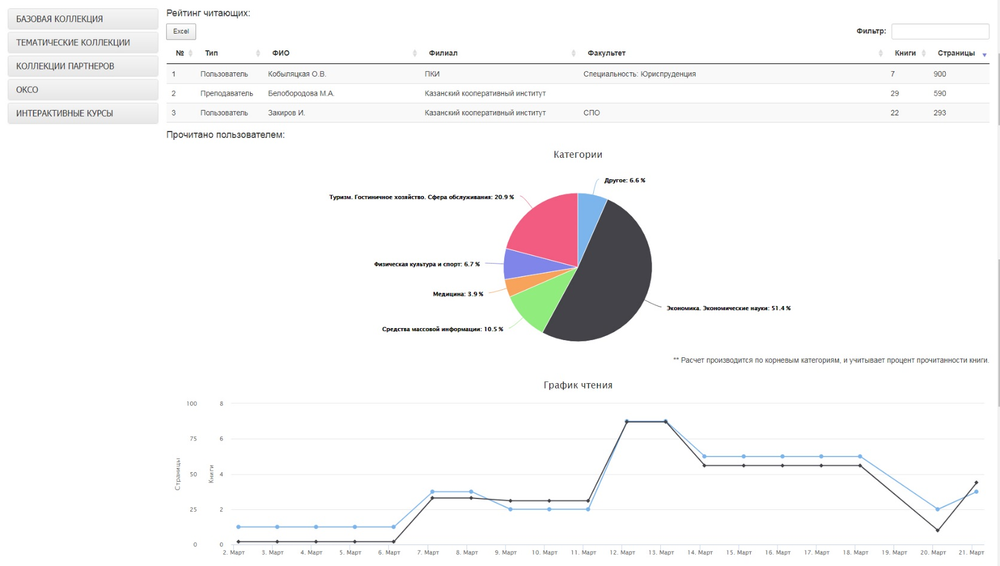 БАЗОВАЯ КОЛЛЕКЦИЯ
ТЕМАТИЧЕСКИЕ КОЛЛЕКЦИИ
КОЛЛЕКЦИИ ПАРТНЕРОВ
ОКСО
ИНТЕРАКТИВНЫЕ КУРСЫ
Рейтинг читающих:
Excel
Фильтр:
№ Тип ФИО Филиал Факультет Книги Страницы
1 Пользователь Кобыляцкая О.В. ПКИ Специальность: Юриспруденция 7 900
2 Преподаватель Белобородова М.А. Казанский кооперативный институт 29 590
3 Пользователь Закиров И. Казанский кооперативный институт СПО 22 293
Прочитано пользователем:
Категории
Другое: 6.6 %
Туризм. Гостиничное хозяйство. Сфера обслуживания: 20.9 %
Физическая культура и спорт: 6.7 %
Медицина: 3.9 %
Экономика. Экономические науки: 51.4 %
Средства массовой информации: 10.5 %
** Расчет производится по корневым категориям, и учитывает процент прочитанности книги.
График чтения
100 8
75 6
50 4
25 2
0 0
Страницы
Книги
2. Март 3. Март 4. Март 5. Март 6. Март 7. Март 8. Март 9. Март 10. Март 11. Март 12. Март 13. Март 14. Март 15. Март 16. Март 17. Март 18. Март 19. Март 20. Март 21. Март